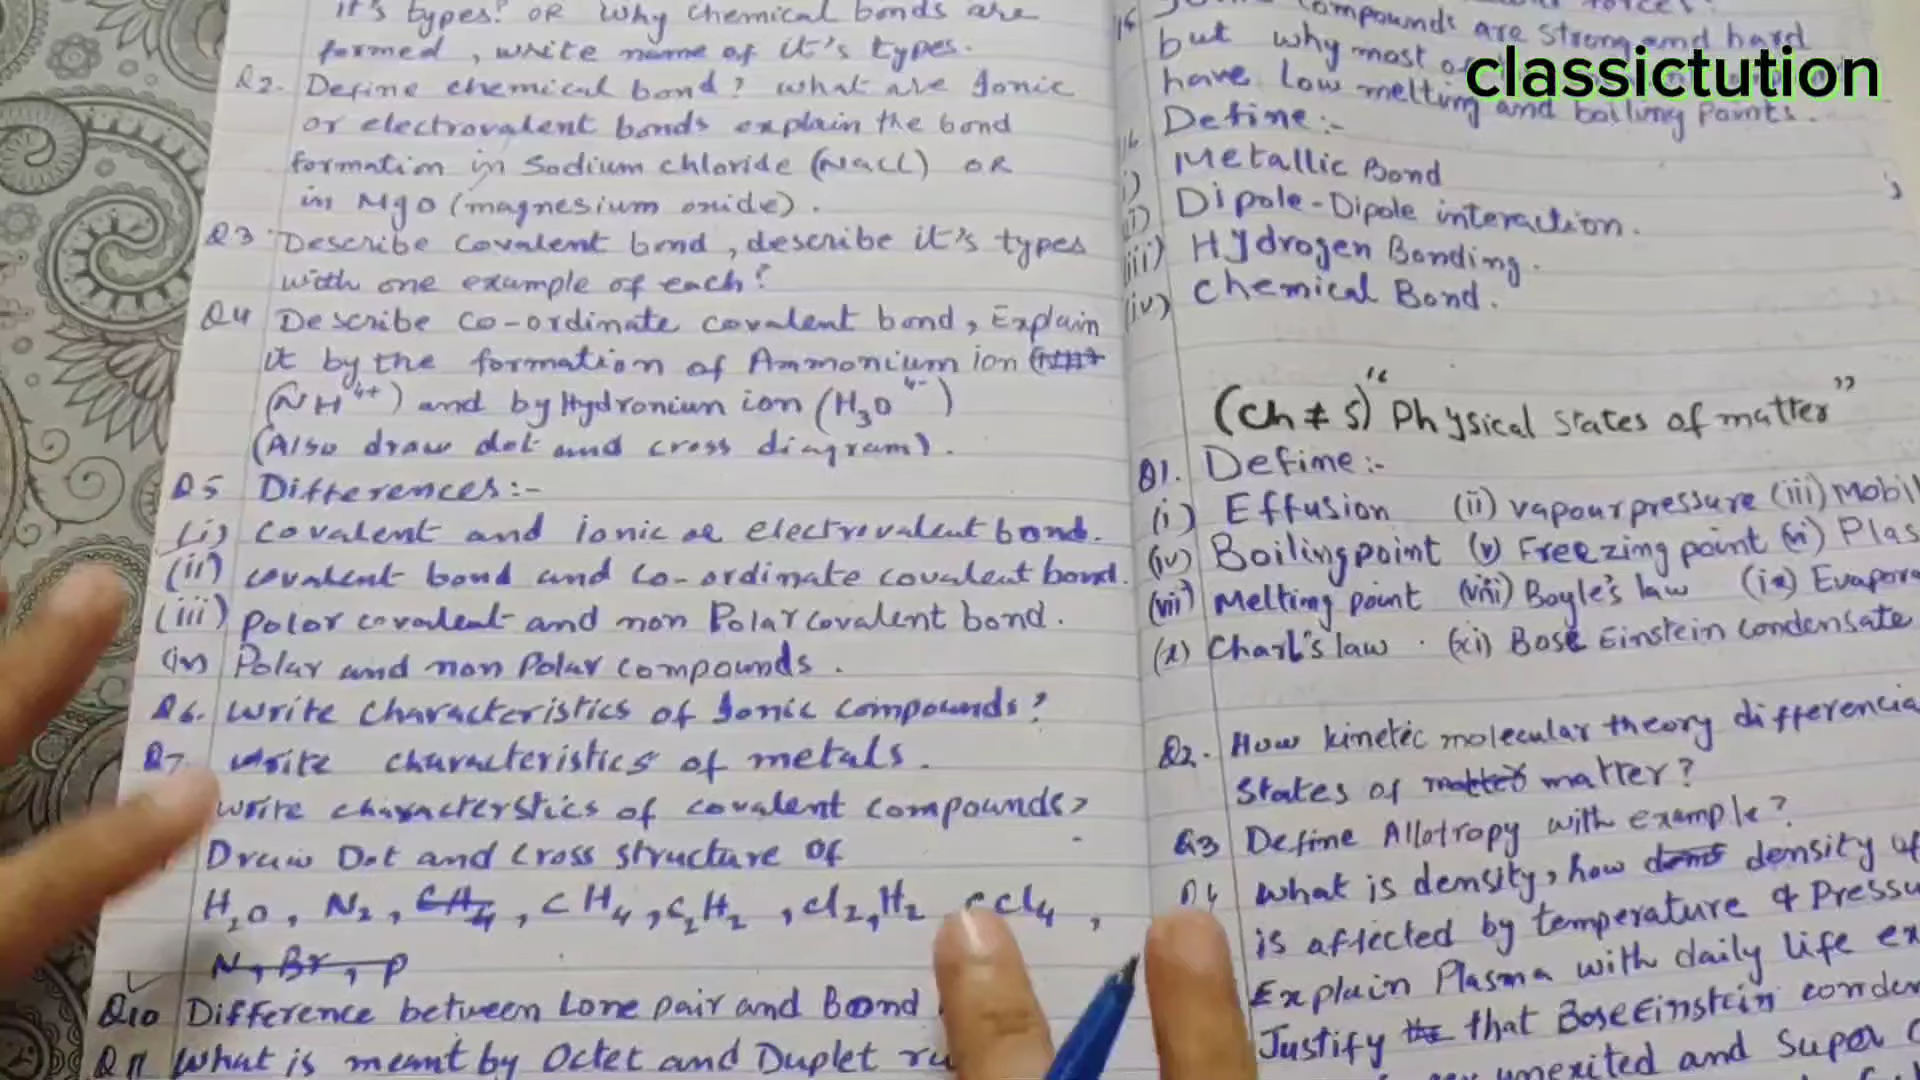 it's types? OR Why chemical bonds are
formed, write name of it's types.
Q2. Define chemical bond? what are Ionic
or electrovalent bonds explain the bond
formation in Sodium chloride (NaCl) OR
in MgO (magnesium oxide).
Q3 Describe covalent bond, describe it's types
with one example of each?
Q4 Describe co-ordinate covalent bond, Explain
it by the formation of Ammonium ion
(NH4+) and by Hydronium ion (H3O4-)
(Also draw dot and cross diagram).
Q5 Differences:-
(i) covalent and ionic or electrovalent bond.
(ii) covalent bond and co-ordinate covalent bond.
(iii) Polar covalent and non Polar covalent bond.
(iv) Polar and non Polar compounds.
Q6. Write Characteristics of Ionic compounds?
Q7 Write characteristics of metals.
Write characterstics of covalent compounds?
Draw Dot and cross structure of
H2O, N2, CH4, CH4, C2H2, Cl2, H2 CCl4,
N, Br, P
Q10 Difference between Lone pair and Bond
Q11 What is meant by Octet and Duplet
classictution
15 compounds are strong and hard
but why most of
have low melting and boiling points.
16 Define:-
i) Metallic Bond
ii) Dipole-Dipole interaction.
iii) Hydrogen Bonding.
(iv) Chemical Bond.
(Ch # 5) "Physical States of matter"
Q1. Define:-
(i) Effusion (ii) vapour pressure (iii) Mobil
(iv) Boiling point (v) Freezing point (vi) Plas
(vii) Melting point (viii) Boyle's law (ix) Evapora
(x) Charl's law. (xi) Bose Einstein condensate
Q2. How kinetic molecular theory differencia
States of matter matter?
Q3 Define Allotropy with example?
Q4 What is density, how density of
is affected by temperature & Pressu
Explain Plasma with daily life ex
Justify the that Bose Einstein conden
unexited and Super